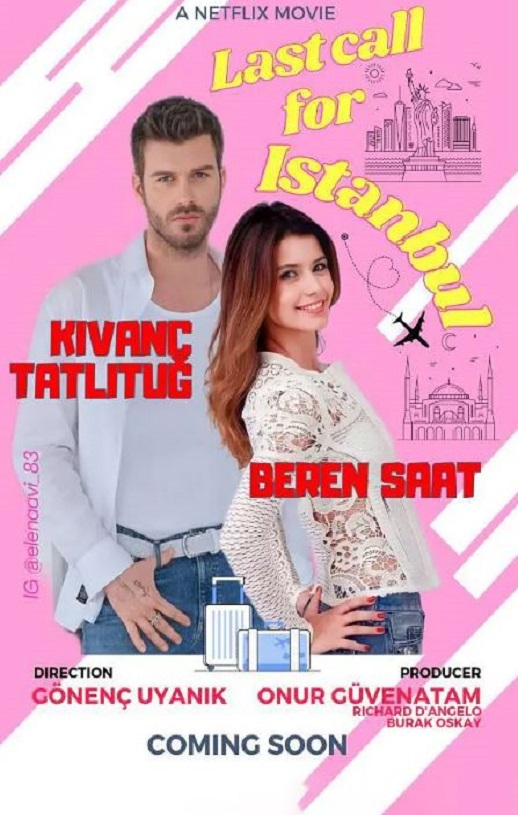 A NETFLIX MOVIE
Last call
for
Istanbul
KIVANÇ
TATLITUĞ
BEREN SAAT
IG @elenaavi_83
DIRECTION
GÖNENÇ UYANIK
PRODUCER
ONUR GÜVENATAM
RICHARD D'ANGELO
BURAK OSKAY
COMING SOON